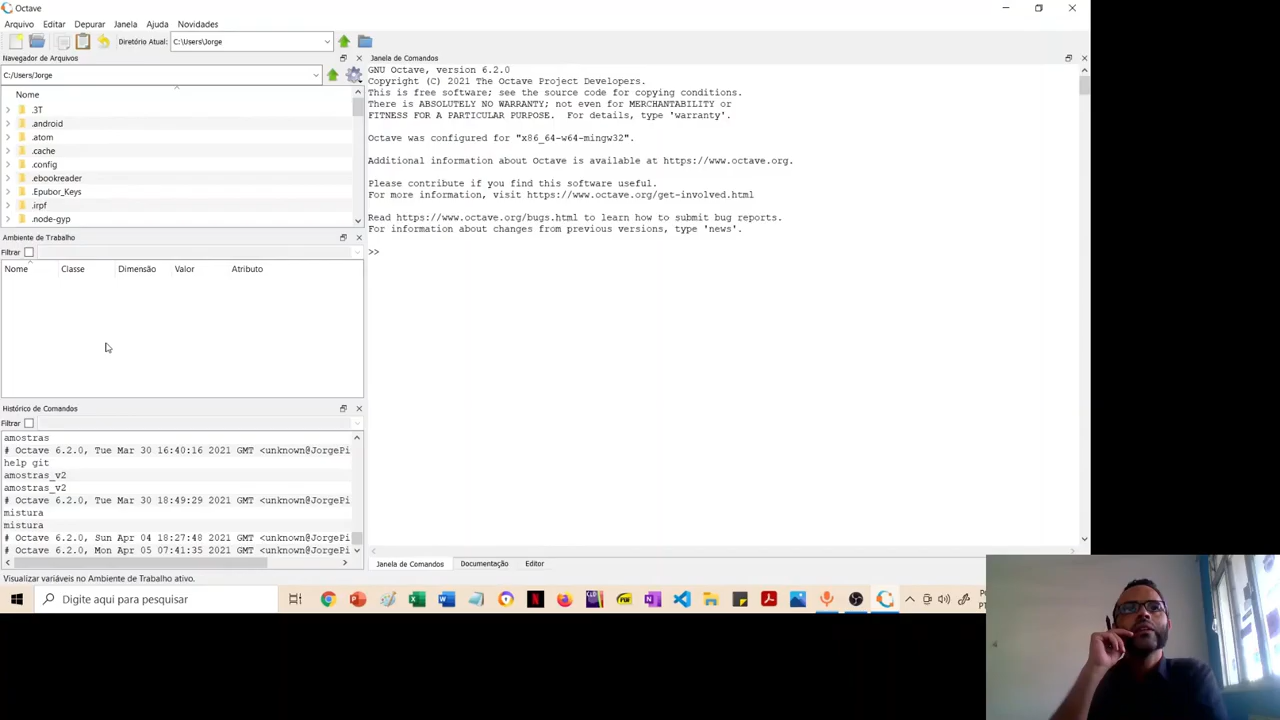 Octave
Arquivo Editar Depurar Janela Ajuda Novidades
Diretório Atual: C:\Users\Jorge
Navegador de Arquivos
C:/Users/Jorge
Nome
.3T
.android
.atom
.cache
.config
.ebookreader
.Epubor_Keys
.irpf
.node-gyp
Ambiente de Trabalho
Filtrar
Nome Classe Dimensão Valor Atributo
Histórico de Comandos
Filtrar
amostras
# Octave 6.2.0, Tue Mar 30 16:40:16 2021 GMT <unknown@JorgePi
help git
amostras_v2
amostras_v2
# Octave 6.2.0, Tue Mar 30 18:49:29 2021 GMT <unknown@JorgePi
mistura
mistura
# Octave 6.2.0, Sun Apr 04 18:27:48 2021 GMT <unknown@JorgePi
# Octave 6.2.0, Mon Apr 05 07:41:35 2021 GMT <unknown@JorgePi
Janela de Comandos
GNU Octave, version 6.2.0
Copyright (C) 2021 The Octave Project Developers.
This is free software; see the source code for copying conditions.
There is ABSOLUTELY NO WARRANTY; not even for MERCHANTABILITY or
FITNESS FOR A PARTICULAR PURPOSE.  For details, type 'warranty'.
Octave was configured for "x86_64-w64-mingw32".
Additional information about Octave is available at https://www.octave.org.
Please contribute if you find this software useful.
For more information, visit https://www.octave.org/get-involved.html
Read https://www.octave.org/bugs.html to learn how to submit bug reports.
For information about changes from previous versions, type 'news'.
>>
Janela de Comandos Documentação Editor
Visualizar variáveis no Ambiente de Trabalho ativo.
Digite aqui para pesquisar